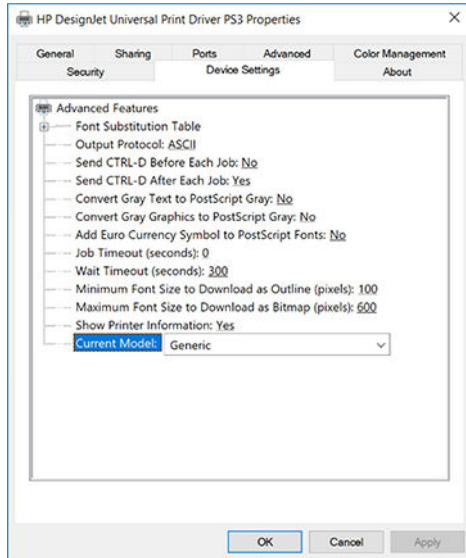 HP DesignJet Universal Print Driver PS3 Properties
General Sharing Ports Advanced Color Management
Security Device Settings About
Advanced Features
Font Substitution Table
Output Protocol: ASCII
Send CTRL-D Before Each Job: No
Send CTRL-D After Each Job: Yes
Convert Gray Text to PostScript Gray: No
Convert Gray Graphics to PostScript Gray: No
Add Euro Currency Symbol to PostScript Fonts: No
Job Timeout (seconds): 0
Wait Timeout (seconds): 300
Minimum Font Size to Download as Outline (pixels): 100
Maximum Font Size to Download as Bitmap (pixels): 600
Show Printer Information: Yes
Current Model: Generic
OK Cancel Apply